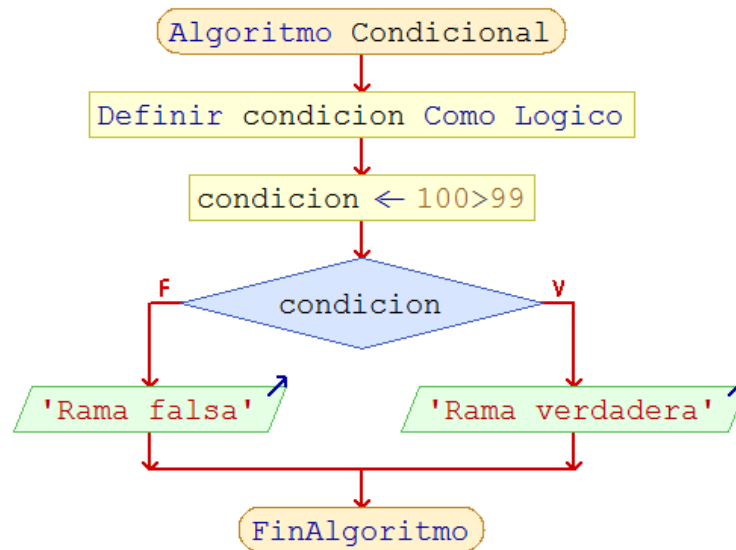 Algoritmo Condicional
Definir condicion Como Logico
condicion ← 100>99
F
V
condicion
'Rama falsa'
'Rama verdadera'
FinAlgoritmo